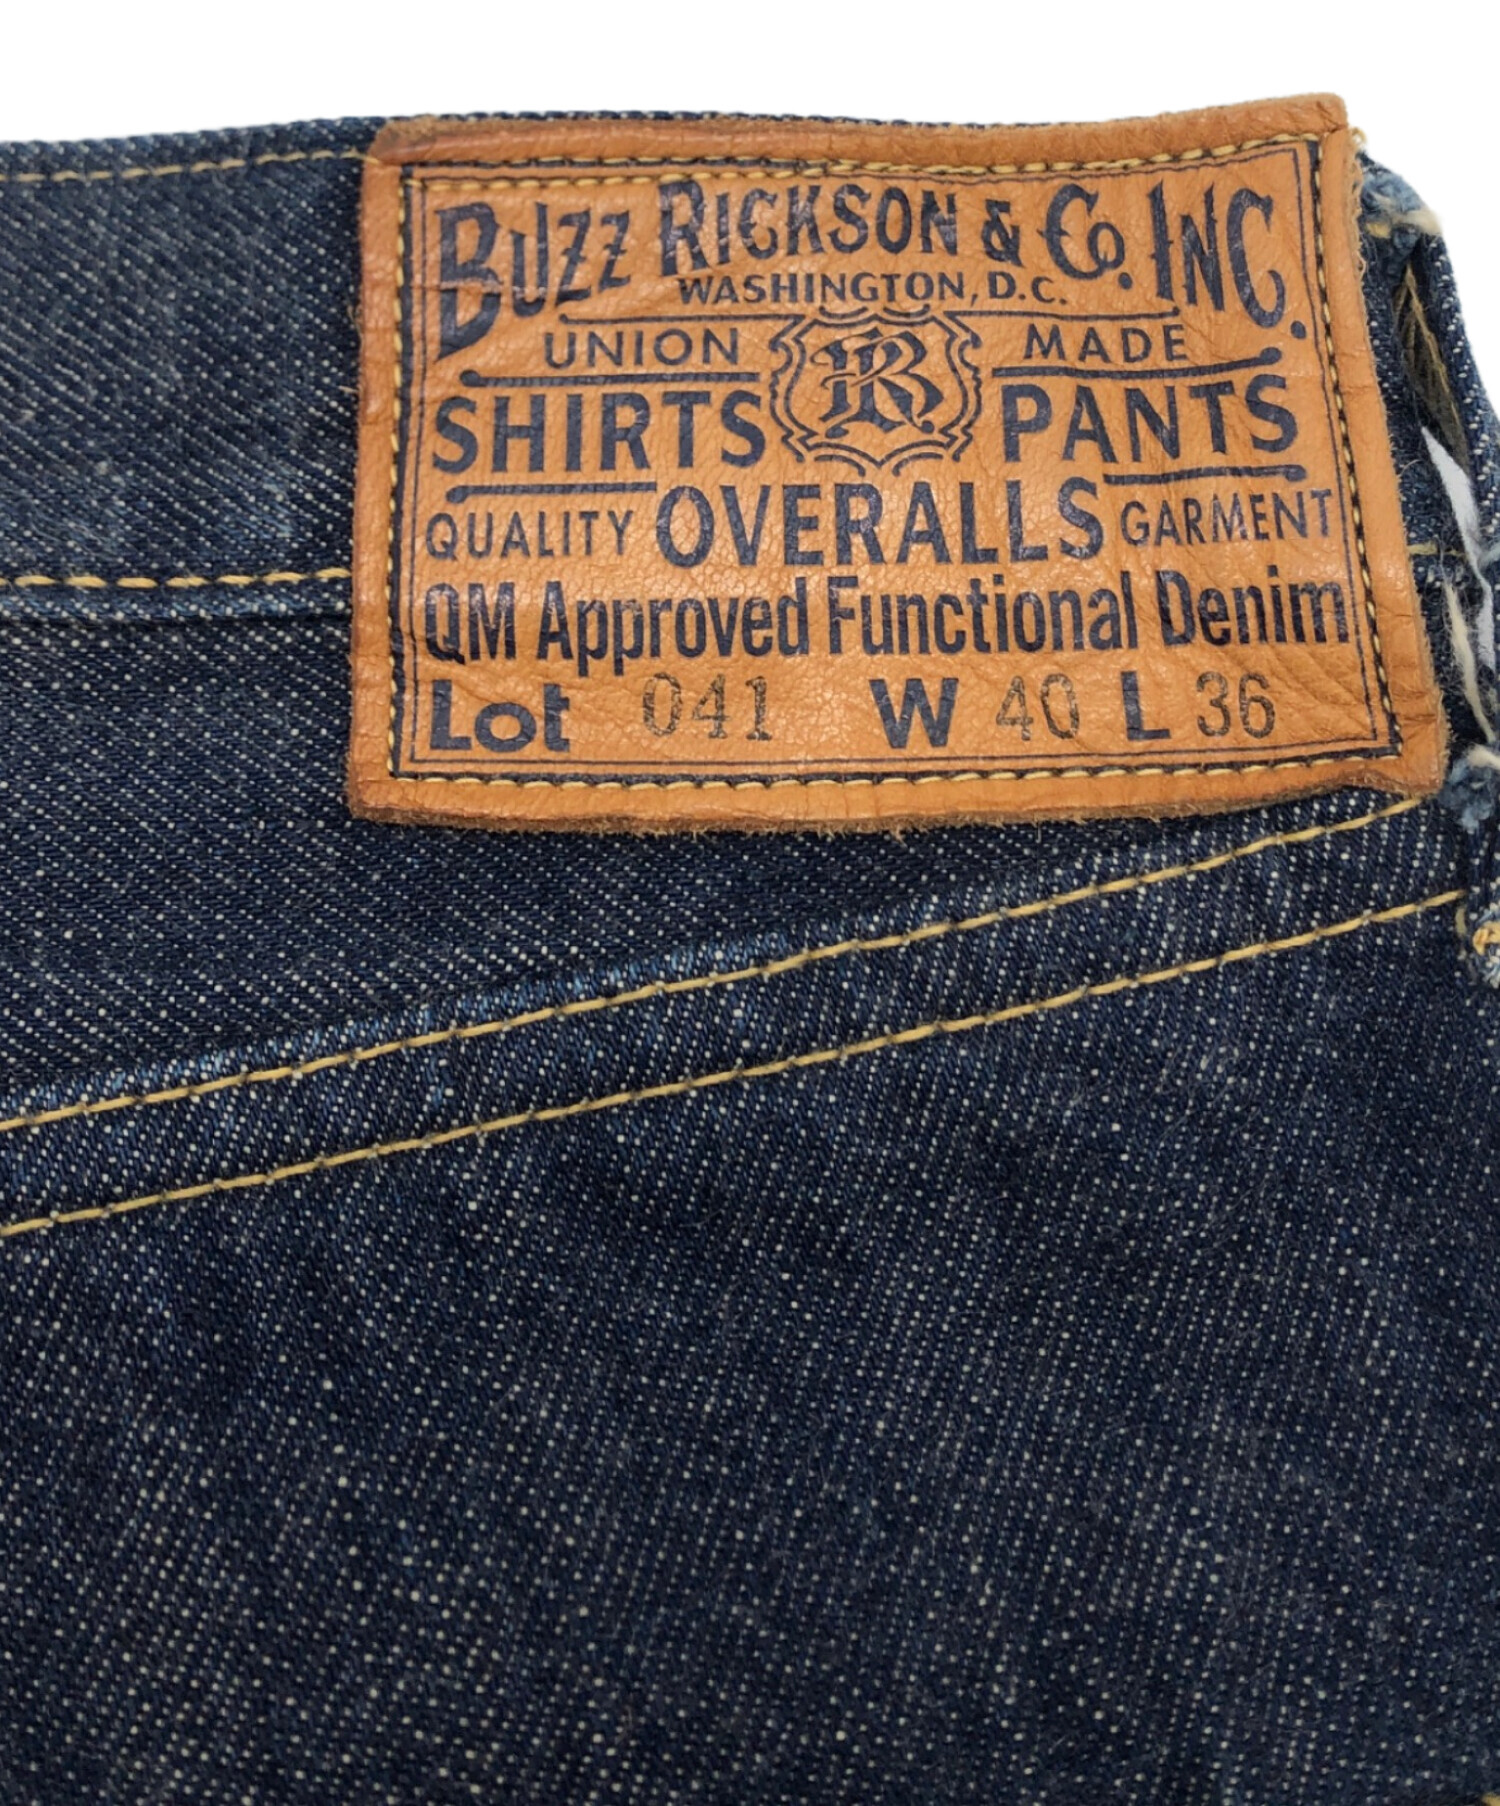 BUZZ RICKSON & CO. INC.
WASHINGTON, D.C.
UNION BR MADE
SHIRTS PANTS
QUALITY OVERALLS GARMENT
QM Approved Functional Denim
Lot 041 W 40 L 36